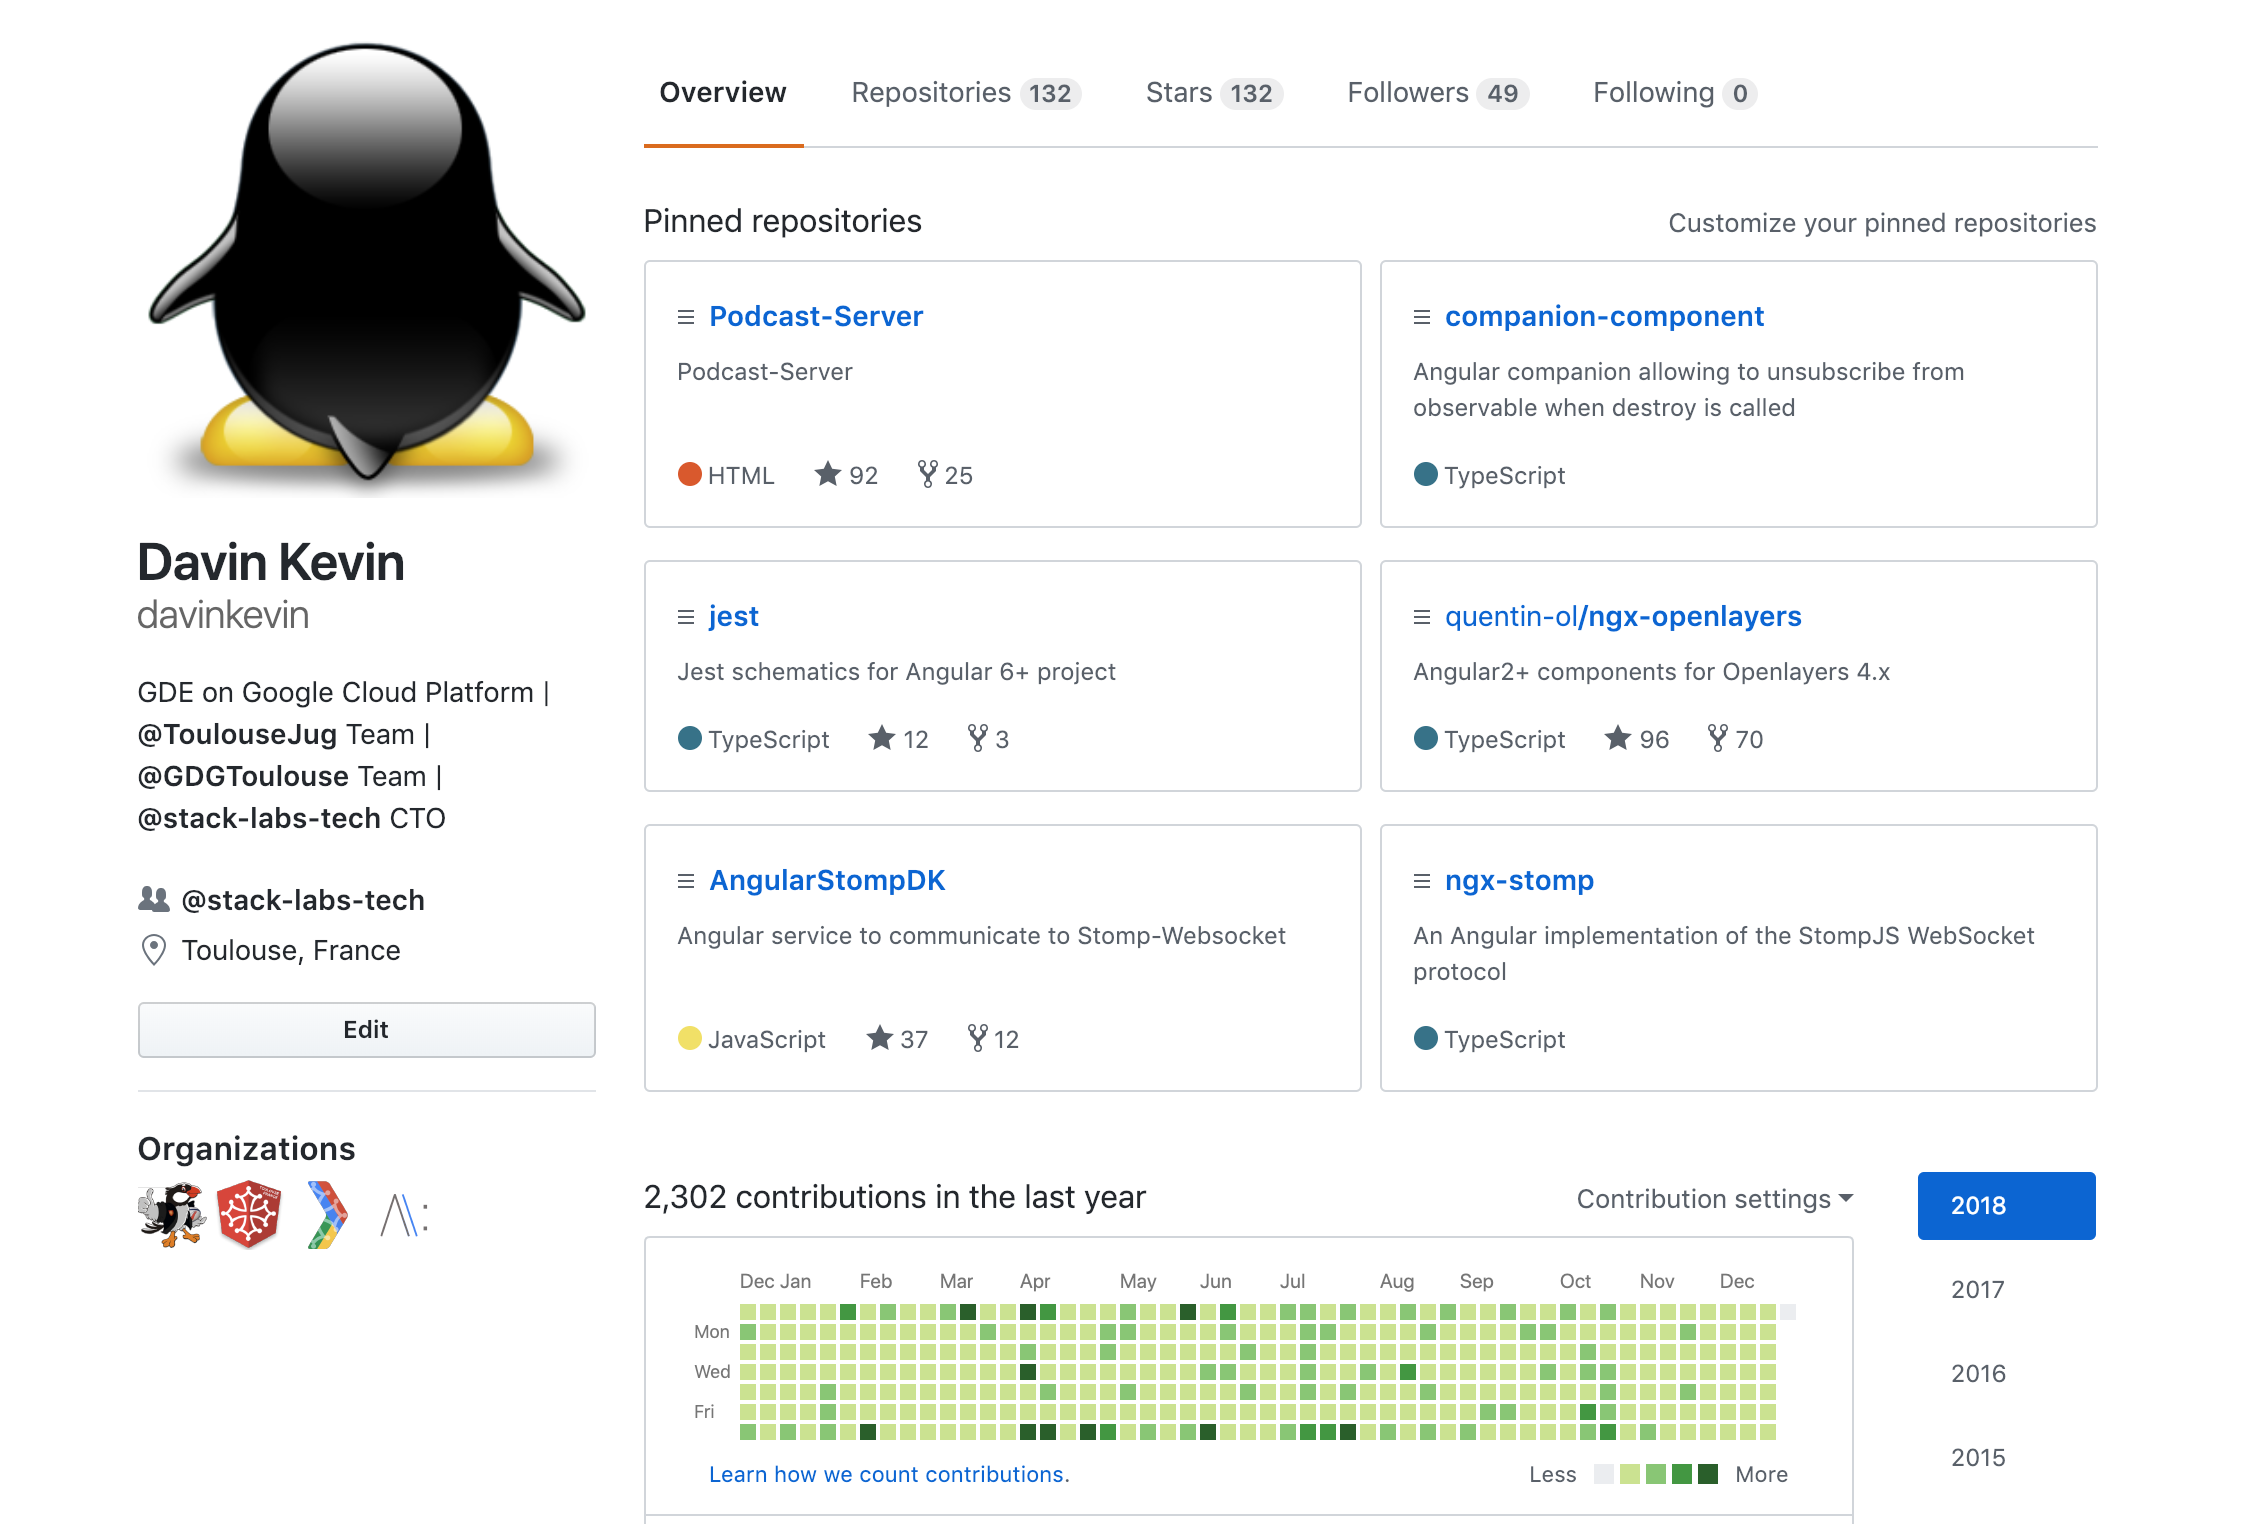 Overview Repositories 132 Stars 132 Followers 49 Following 0
Davin Kevin
davinkevin
GDE on Google Cloud Platform |
@ToulouseJug Team |
@GDGToulouse Team |
@stack-labs-tech CTO
@stack-labs-tech
Toulouse, France
Edit
Organizations
Pinned repositories
Customize your pinned repositories
Podcast-Server
Podcast-Server
HTML 92 25
companion-component
Angular companion allowing to unsubscribe from
observable when destroy is called
TypeScript
jest
Jest schematics for Angular 6+ project
TypeScript 12 3
quentin-ol/ngx-openlayers
Angular2+ components for Openlayers 4.x
TypeScript 96 70
AngularStompDK
Angular service to communicate to Stomp-Websocket
JavaScript 37 12
ngx-stomp
An Angular implementation of the StompJS WebSocket
protocol
TypeScript
2,302 contributions in the last year
Contribution settings
Dec Jan Feb Mar Apr May Jun Jul Aug Sep Oct Nov Dec
Mon
Wed
Fri
Learn how we count contributions.
Less More
2018
2017
2016
2015